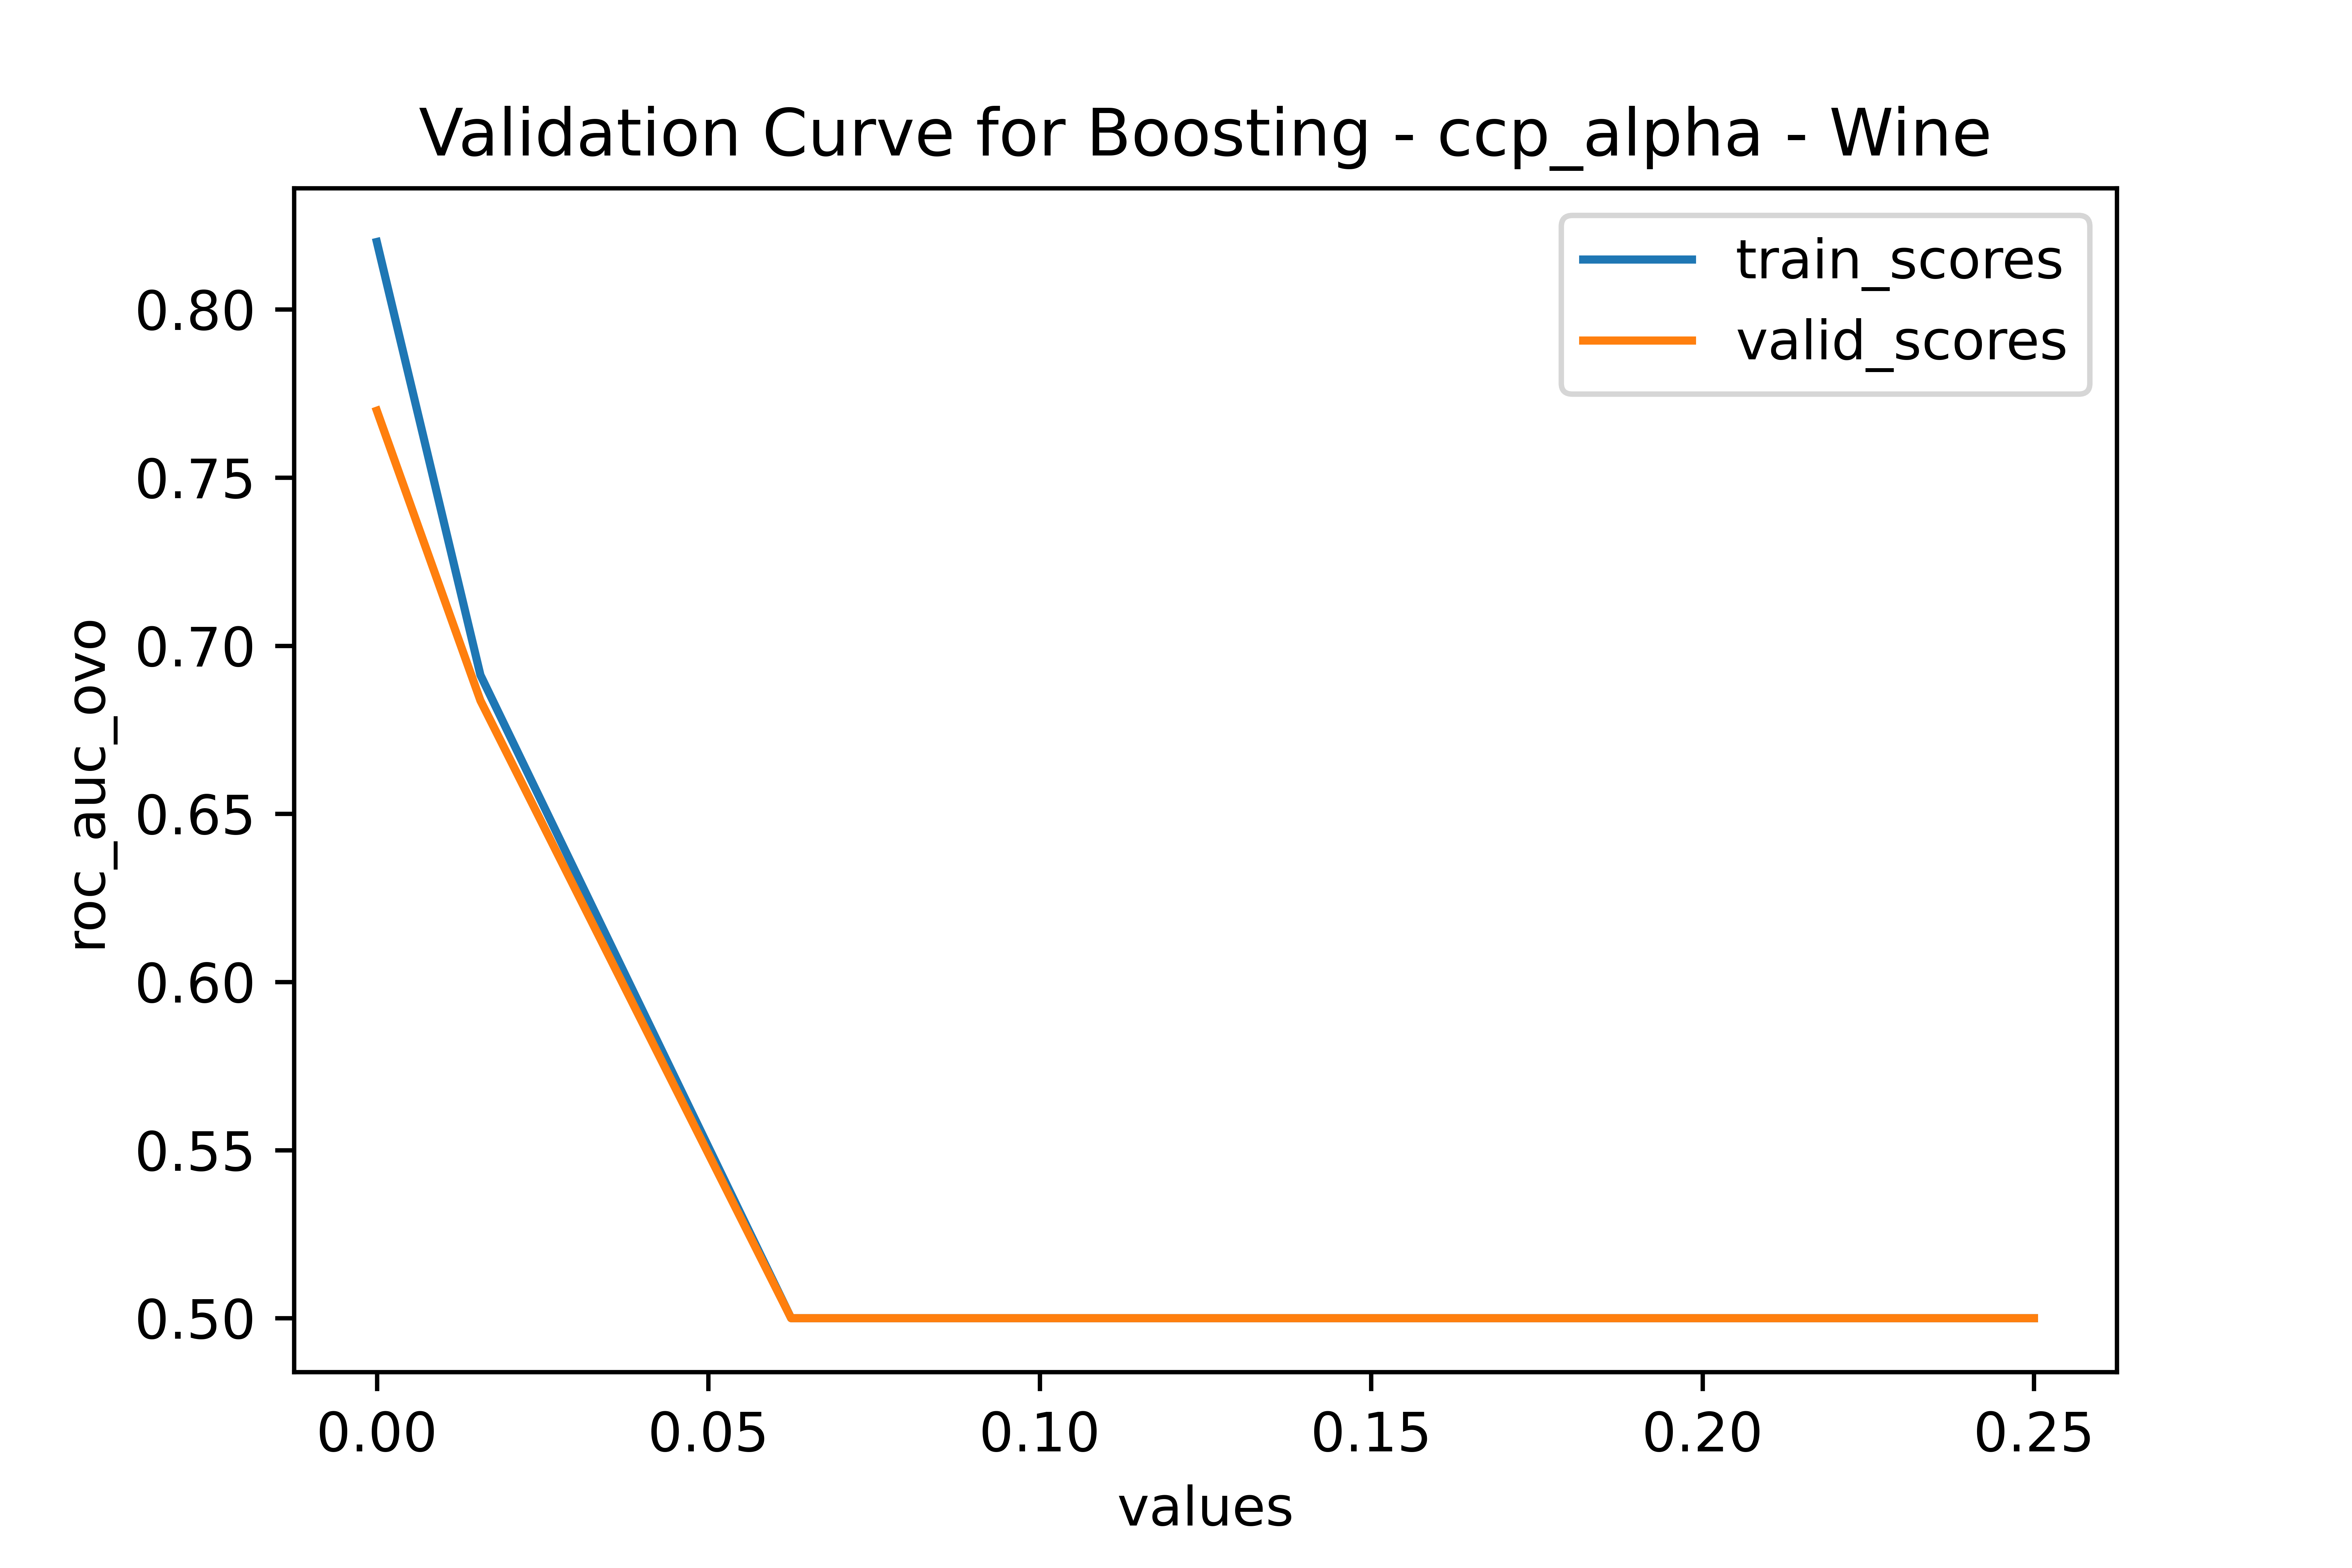 Validation Curve for Boosting - ccp_alpha - Wine
train_scores
valid_scores
roc_auc_ovo
0.80
0.75
0.70
0.65
0.60
0.55
0.50
0.00 0.05 0.10 0.15 0.20 0.25
values